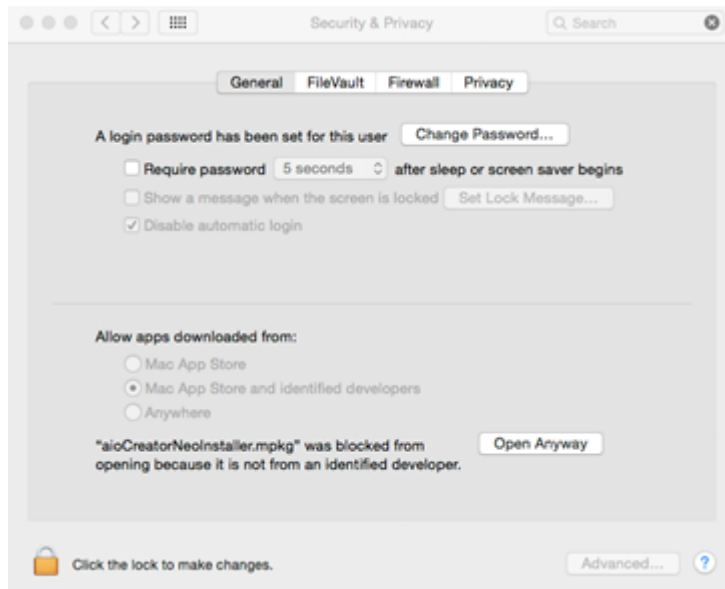 Security & Privacy
Search
General FileVault Firewall Privacy
A login password has been set for this user Change Password...
Require password 5 seconds after sleep or screen saver begins
Show a message when the screen is locked Set Lock Message...
Disable automatic login
Allow apps downloaded from:
Mac App Store
Mac App Store and identified developers
Anywhere
"aioCreatorNeoInstaller.mpkg" was blocked from Open Anyway
opening because it is not from an identified developer.
Click the lock to make changes. Advanced... ?